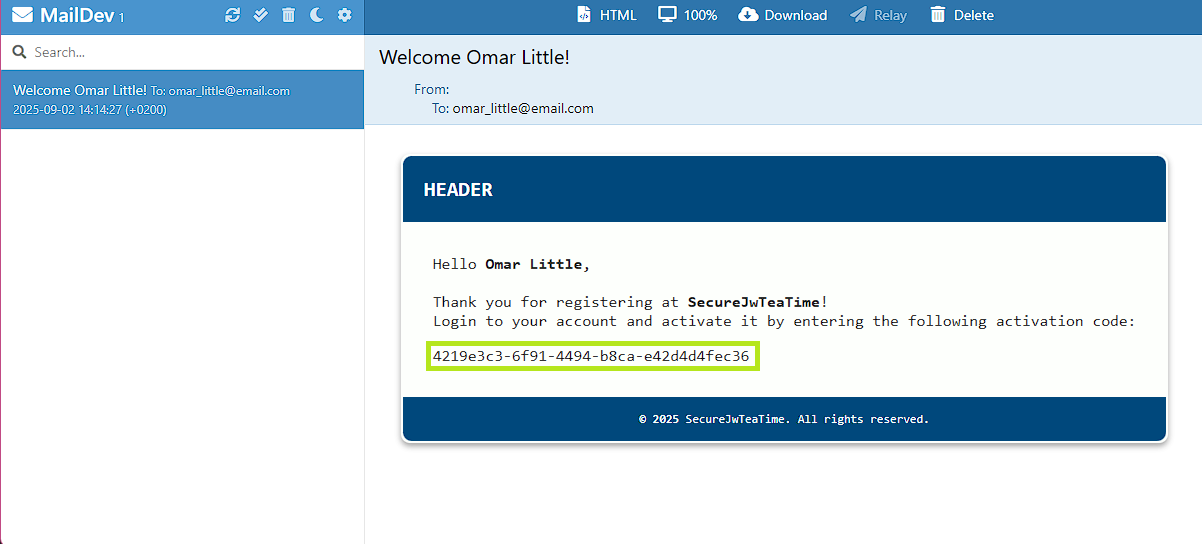 MailDev 1
HTML 100% Download Relay Delete
Search...
Welcome Omar Little! To: omar_little@email.com
2025-09-02 14:14:27 (+0200)
Welcome Omar Little!
From:
To: omar_little@email.com
HEADER
Hello Omar Little,
Thank you for registering at SecureJwTeaTime!
Login to your account and activate it by entering the following activation code:
4219e3c3-6f91-4494-b8ca-e42d4d4fec36
© 2025 SecureJwTeaTime. All rights reserved.